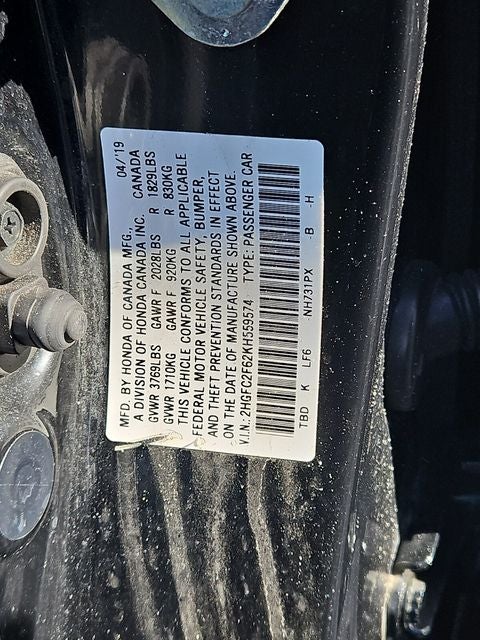 MFD. BY HONDA OF CANADA MFG. 04/'19
A DIVISION OF HONDA CANADA INC. CANADA
GVWR 3769LBS GAWR F 2028LBS R 1829LBS
GVWR 1710KG GAWR F 920KG R 830KG
THIS VEHICLE CONFORMS TO ALL APPLICABLE
FEDERAL MOTOR VEHICLE SAFETY, BUMPER,
AND THEFT PREVENTION STANDARDS IN EFFECT
ON THE DATE OF MANUFACTURE SHOWN ABOVE.
V.I.N.: 2HGFC2F62KH559574 TYPE: PASSENGER CAR
TBD K LF6 NH731PX -B -H